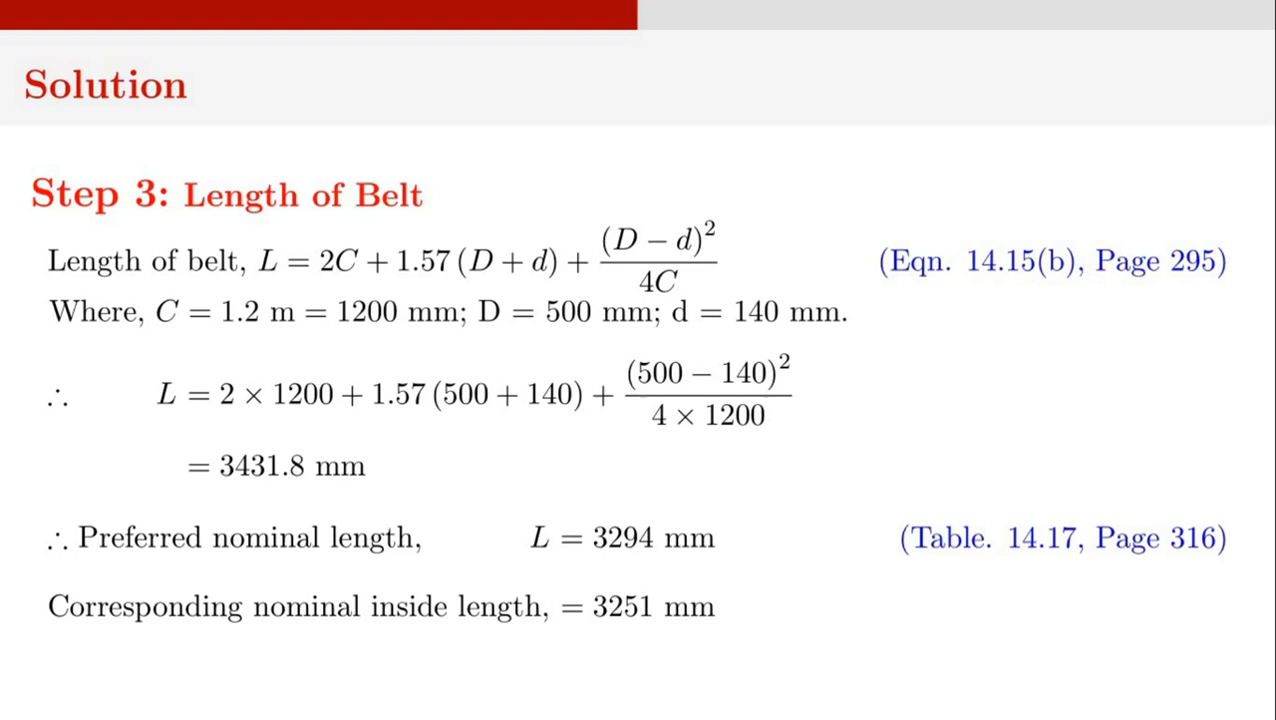 Solution
Step 3: Length of Belt
Length of belt, L = 2C + 1.57 (D + d) + (D − d)² / 4C (Eqn. 14.15(b), Page 295)
Where, C = 1.2 m = 1200 mm; D = 500 mm; d = 140 mm.
∴ L = 2 × 1200 + 1.57 (500 + 140) + (500 − 140)² / 4 × 1200
= 3431.8 mm
∴ Preferred nominal length, L = 3294 mm (Table. 14.17, Page 316)
Corresponding nominal inside length, = 3251 mm